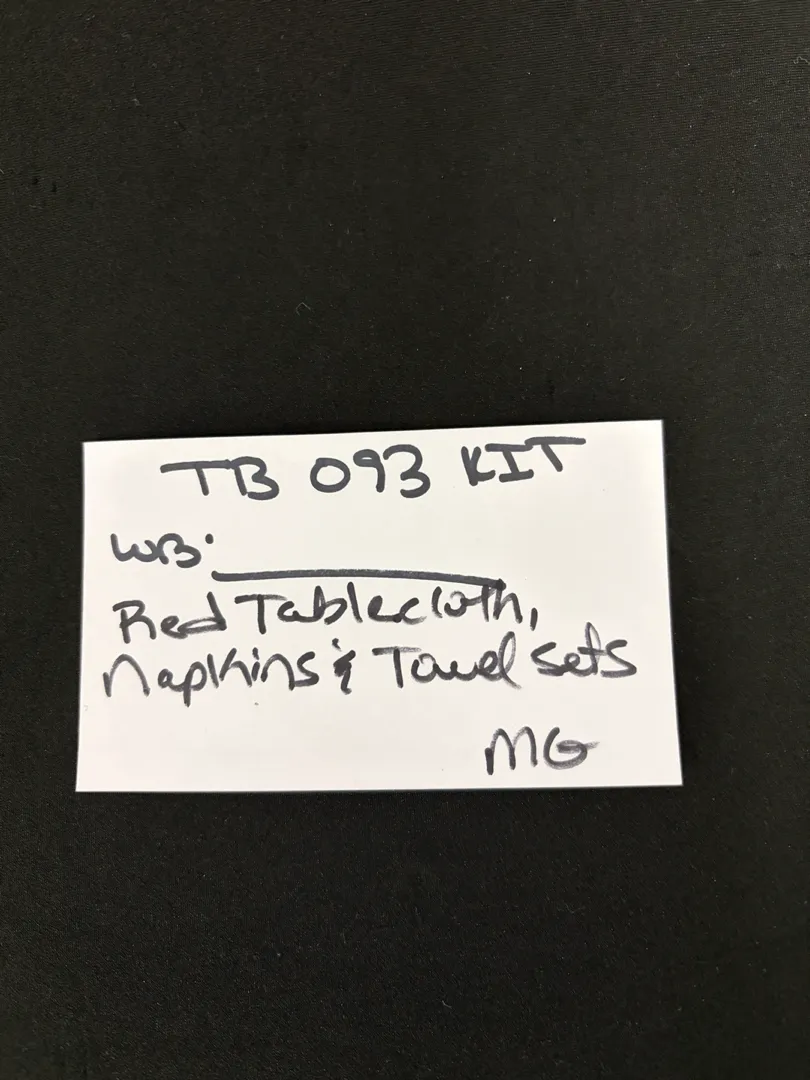 TB 093 KIT
WB:
Red Tablecloth,
Napkins & Towel sets
MG